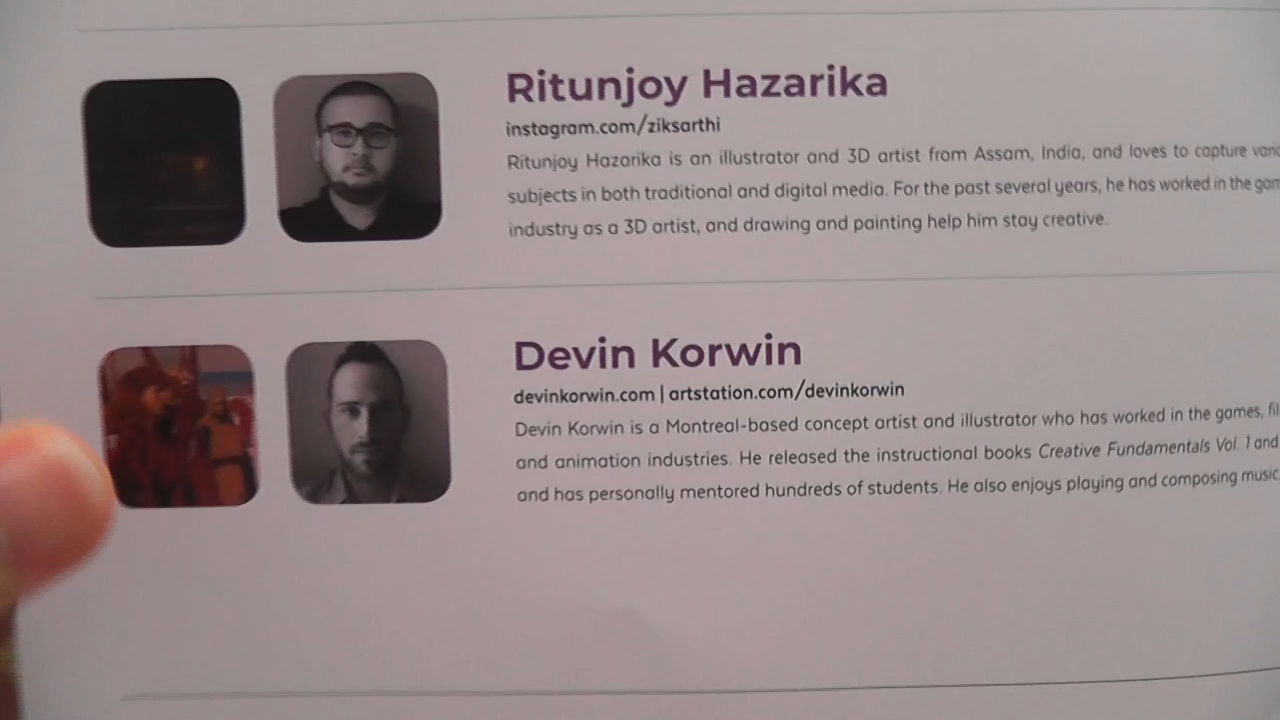 Ritunjoy Hazarika
instagram.com/ziksarthi
Ritunjoy Hazarika is an illustrator and 3D artist from Assam, India, and loves to capture
subjects in both traditional and digital media. For the past several years, he has worked in the
industry as a 3D artist, and drawing and painting help him stay creative.
Devin Korwin
devinkorwin.com | artstation.com/devinkorwin
Devin Korwin is a Montreal-based concept artist and illustrator who has worked in the games,
and animation industries. He released the instructional books Creative Fundamentals Vol. 1 and
and has personally mentored hundreds of students. He also enjoys playing and composing music